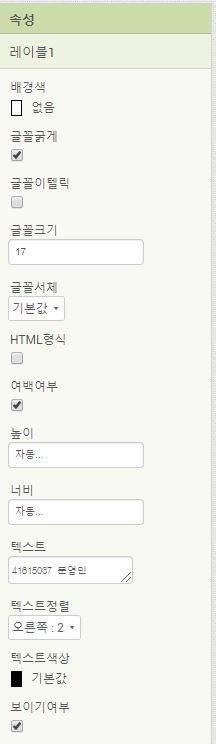 속성
레이블1
배경색
없음
글꼴굵게
글꼴이텔릭
글꼴크기
17
글꼴서체
기본값
HTML형식
여백여부
높이
자동...
너비
자동...
텍스트
41615037
텍스트정렬
오른쪽 : 2
텍스트색상
기본값
보이기여부